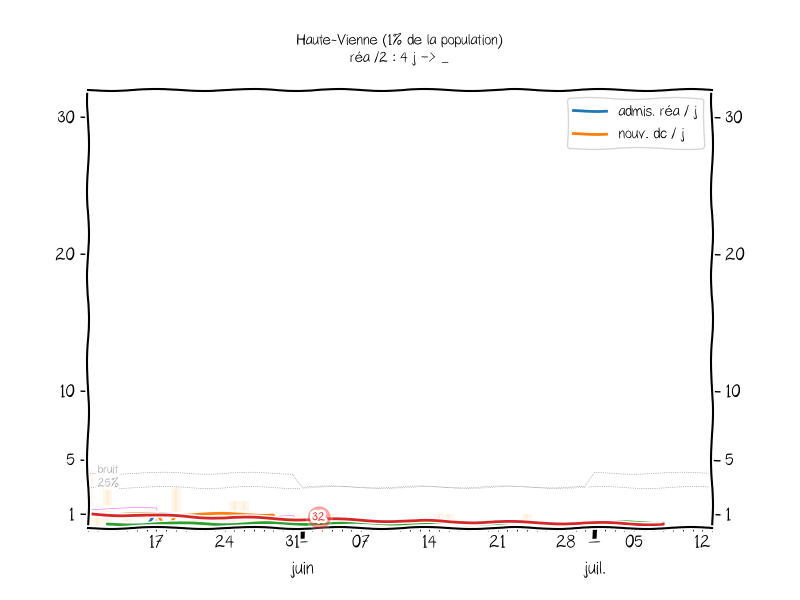 Haute-Vienne (1% de la population)
réa /2 : 4 j -> _
admis. réa / j
nouv. dc / j
30
30
20
20
10
10
5
5
bruit
25%
1
32
1
17 24 31 07 14 21 28 05 12
juin juil.